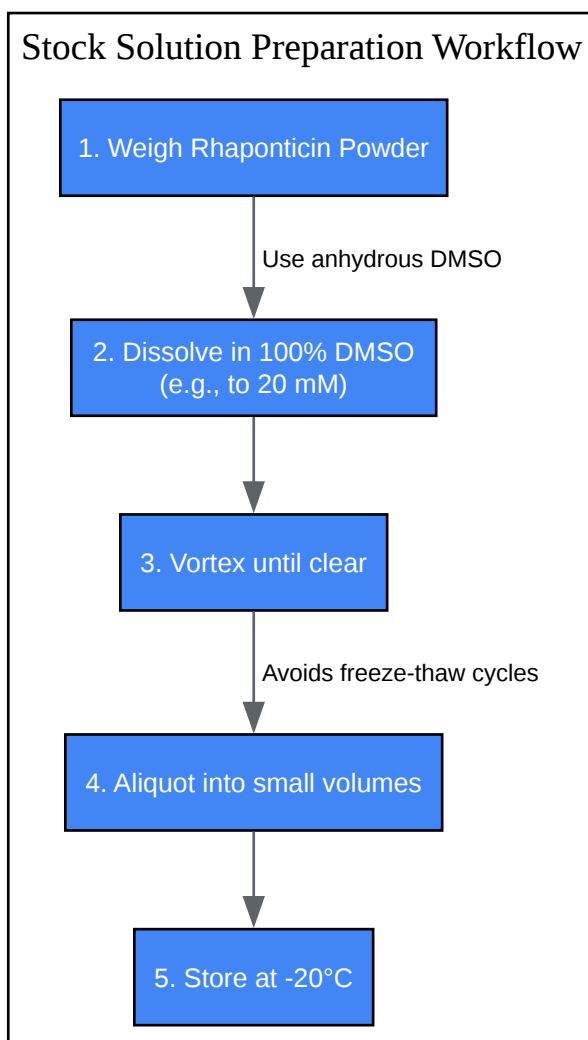 Stock Solution Preparation Workflow
1. Weigh Rhaponticin Powder
Use anhydrous DMSO
2. Dissolve in 100% DMSO
(e.g., to 20 mM)
3. Vortex until clear
Avoids freeze-thaw cycles
4. Aliquot into small volumes
5. Store at -20°C